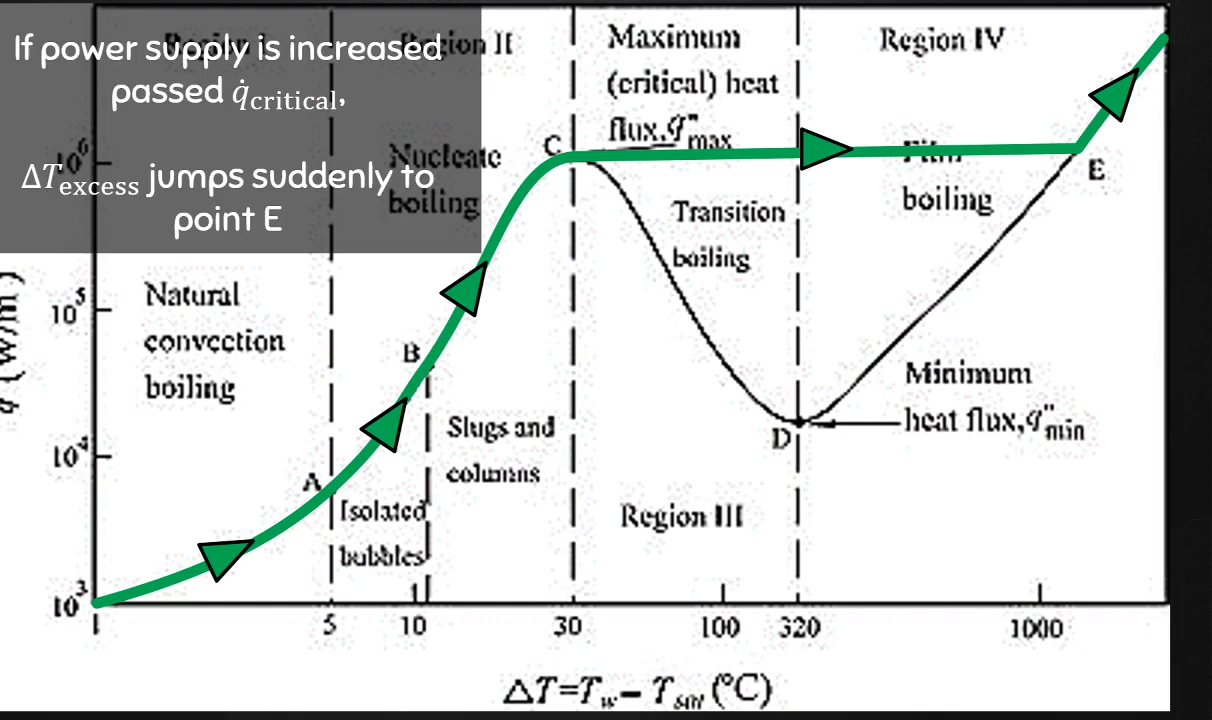 If power supply is increased
passed q̇critical,
ΔTexcess jumps suddenly to
point E
Region II
Maximum
(critical) heat
flux, q"max
Region IV
C
Nucleate
boiling
Film
boiling
E
Transition
boiling
10⁶
Natural
convection
boiling
10⁵
B
A
Slugs and
columns
Isolated
bubbles
Minimum
heat flux, q"min
D
Region III
10⁴
10³
1
5
10
30
100
320
1000
ΔT=Tw− Tsat (°C)